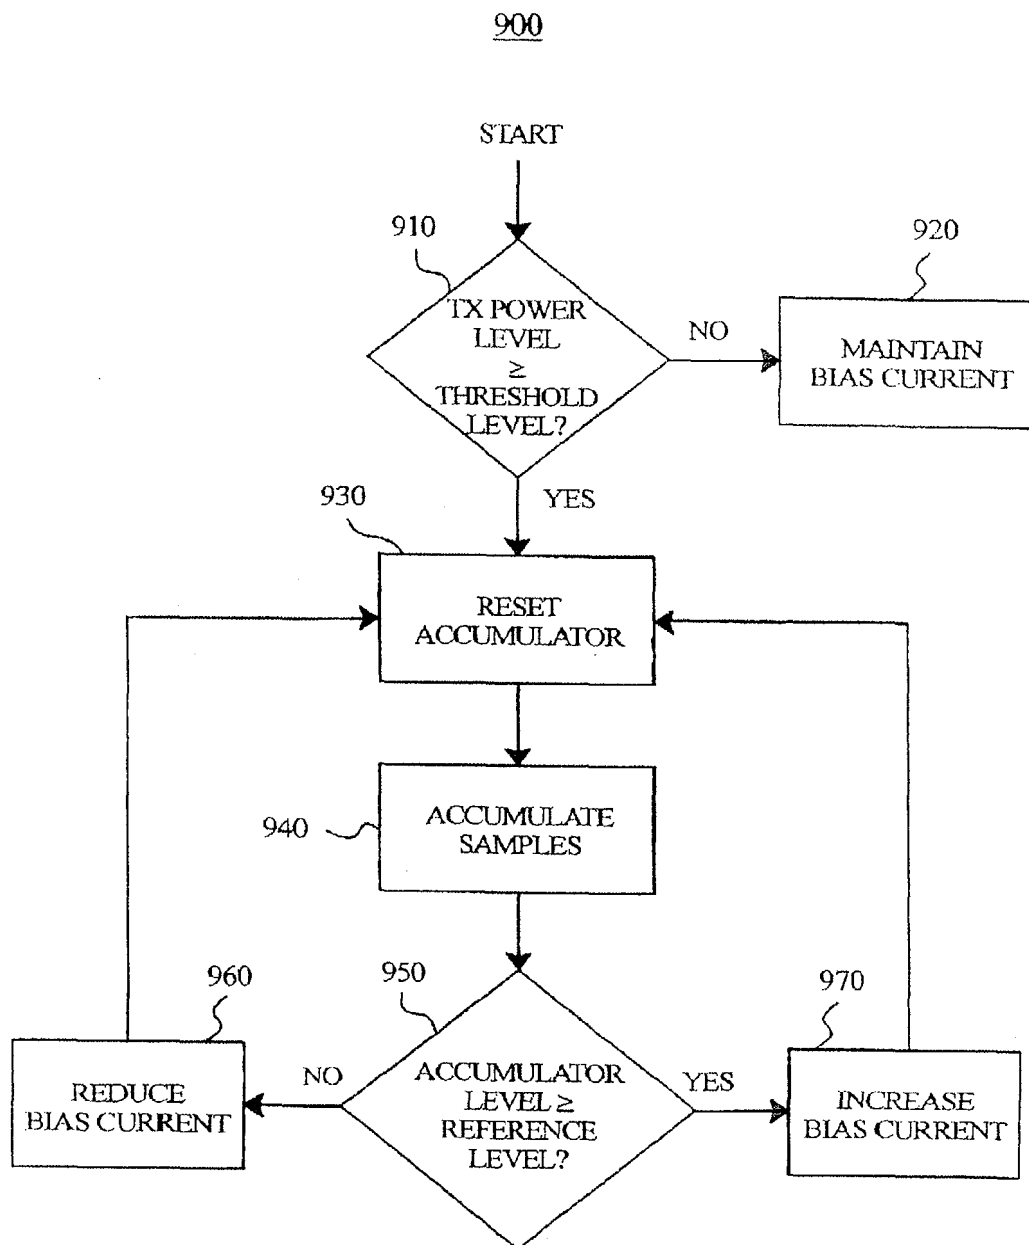 900
START
910
TX POWER
LEVEL
≥
THRESHOLD
LEVEL?
NO
920
MAINTAIN
BIAS CURRENT
YES
930
RESET
ACCUMULATOR
940
ACCUMULATE
SAMPLES
950
ACCUMULATOR
LEVEL ≥
REFERENCE
LEVEL?
NO
960
REDUCE
BIAS CURRENT
YES
970
INCREASE
BIAS CURRENT